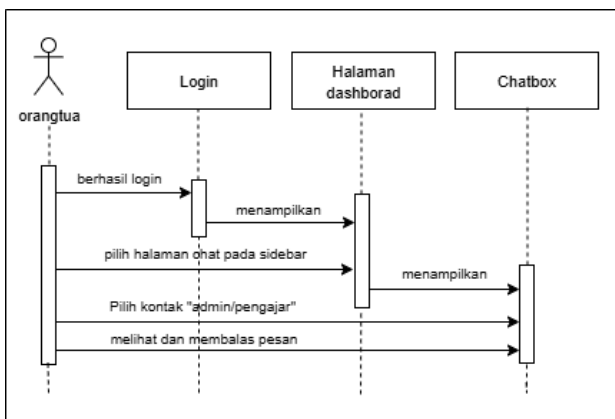 Login
Halaman
dashborad
Chatbox
orangtua
berhasil login
menampilkan
pilih halaman chat pada sidebar
menampilkan
Pilih kontak "admin/pengajar"
melihat dan membalas pesan